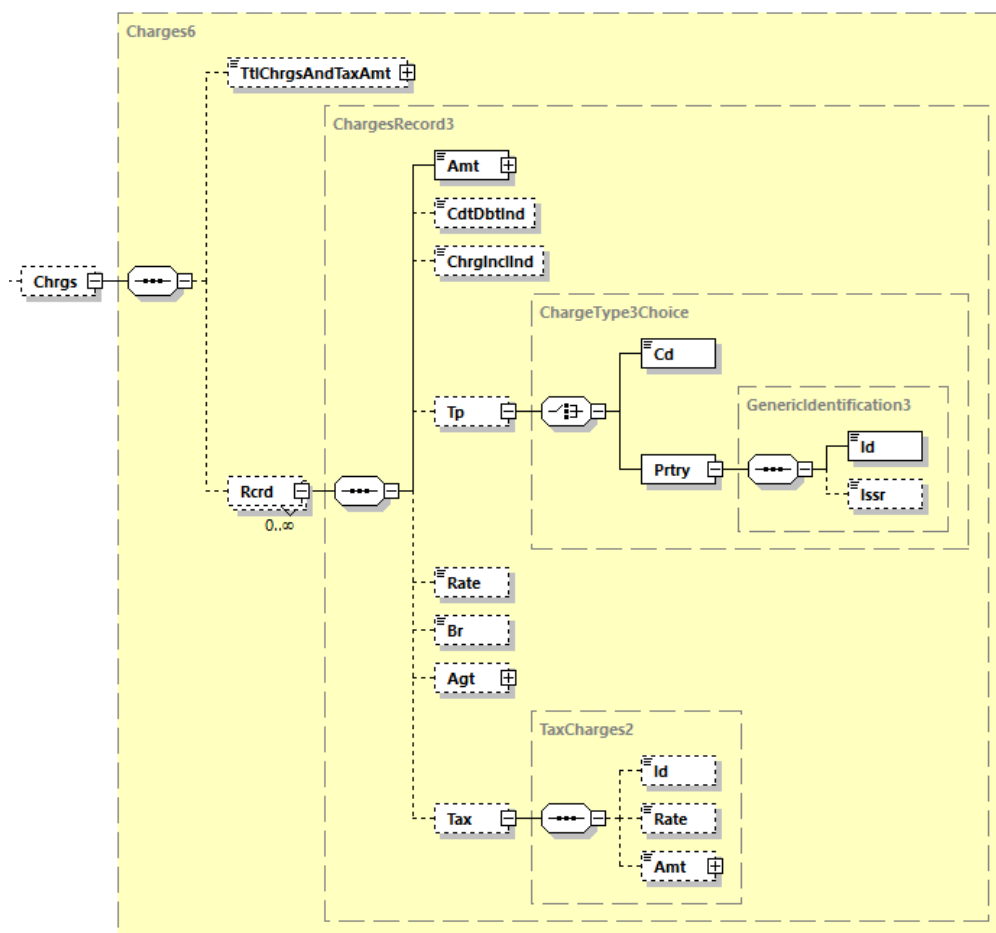 Charges6
TtlChrgsAndTaxAmt
ChargesRecord3
Amt
CdtDbtInd
ChrgInclInd
Chrgs
ChargeType3Choice
Cd
Tp
GenericIdentification3
Id
Prtry
Issr
Rcrd
0..∞
Rate
Br
Agt
TaxCharges2
Id
Tax
Rate
Amt